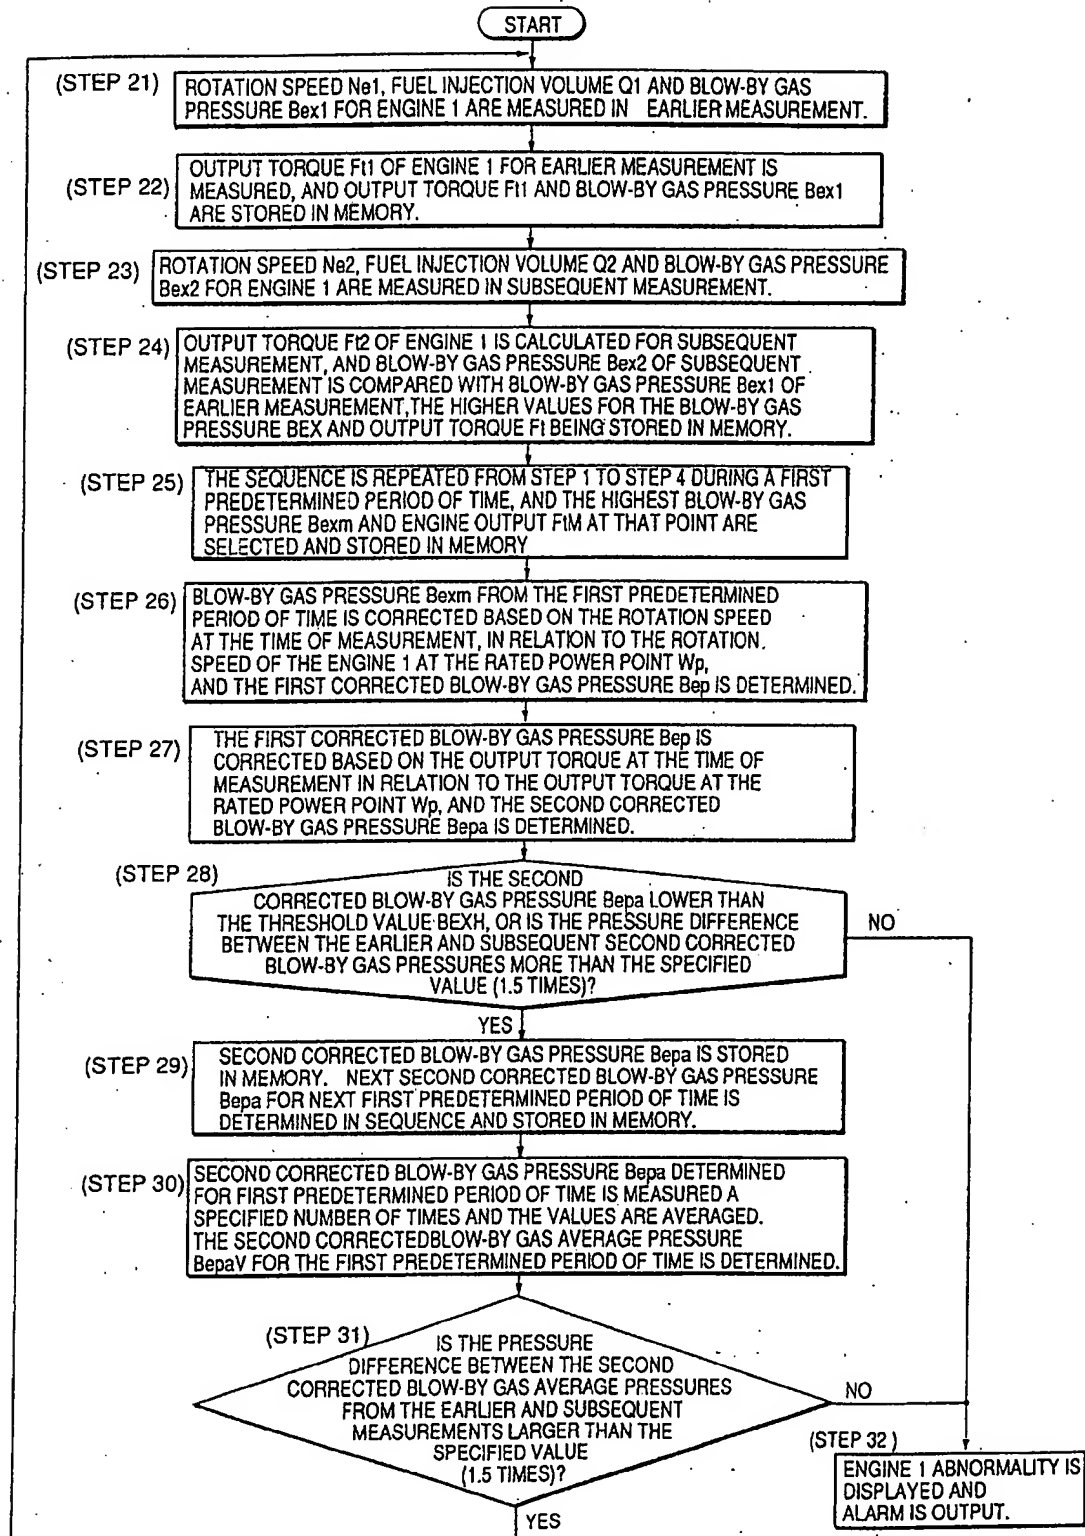 START
(STEP 21)
ROTATION SPEED Ne1, FUEL INJECTION VOLUME Q1 AND BLOW-BY GAS
PRESSURE Bex1 FOR ENGINE 1 ARE MEASURED IN EARLIER MEASUREMENT.
(STEP 22)
OUTPUT TORQUE Ft1 OF ENGINE 1 FOR EARLIER MEASUREMENT IS
MEASURED, AND OUTPUT TORQUE Ft1 AND BLOW-BY GAS PRESSURE Bex1
ARE STORED IN MEMORY.
(STEP 23)
ROTATION SPEED Ne2, FUEL INJECTION VOLUME Q2 AND BLOW-BY GAS PRESSURE
Bex2 FOR ENGINE 1 ARE MEASURED IN SUBSEQUENT MEASUREMENT.
(STEP 24)
OUTPUT TORQUE Ft2 OF ENGINE 1 IS CALCULATED FOR SUBSEQUENT
MEASUREMENT, AND BLOW-BY GAS PRESSURE Bex2 OF SUBSEQUENT
MEASUREMENT IS COMPARED WITH BLOW-BY GAS PRESSURE Bex1 OF
EARLIER MEASUREMENT, THE HIGHER VALUES FOR THE BLOW-BY GAS
PRESSURE BEX AND OUTPUT TORQUE Ft BEING STORED IN MEMORY.
(STEP 25)
THE SEQUENCE IS REPEATED FROM STEP 1 TO STEP 4 DURING A FIRST
PREDETERMINED PERIOD OF TIME, AND THE HIGHEST BLOW-BY GAS
PRESSURE Bexm AND ENGINE OUTPUT FtM AT THAT POINT ARE
SELECTED AND STORED IN MEMORY
(STEP 26)
BLOW-BY GAS PRESSURE Bexm FROM THE FIRST PREDETERMINED
PERIOD OF TIME IS CORRECTED BASED ON THE ROTATION SPEED
AT THE TIME OF MEASUREMENT, IN RELATION TO THE ROTATION.
SPEED OF THE ENGINE 1 AT THE RATED POWER POINT Wp,
AND THE FIRST CORRECTED BLOW-BY GAS PRESSURE Bep IS DETERMINED.
(STEP 27)
THE FIRST CORRECTED BLOW-BY GAS PRESSURE Bep IS
CORRECTED BASED ON THE OUTPUT TORQUE AT THE TIME OF
MEASUREMENT IN RELATION TO THE OUTPUT TORQUE AT THE
RATED POWER POINT Wp, AND THE SECOND CORRECTED
BLOW-BY GAS PRESSURE Bepa IS DETERMINED.
(STEP 28)
IS THE SECOND
CORRECTED BLOW-BY GAS PRESSURE Bepa LOWER THAN
THE THRESHOLD VALUE BEXH, OR IS THE PRESSURE DIFFERENCE
BETWEEN THE EARLIER AND SUBSEQUENT SECOND CORRECTED
BLOW-BY GAS PRESSURES MORE THAN THE SPECIFIED
VALUE (1.5 TIMES)?
NO
YES
(STEP 29)
SECOND CORRECTED BLOW-BY GAS PRESSURE Bepa IS STORED
IN MEMORY. NEXT SECOND CORRECTED BLOW-BY GAS PRESSURE
Bepa FOR NEXT FIRST PREDETERMINED PERIOD OF TIME IS
DETERMINED IN SEQUENCE AND STORED IN MEMORY.
(STEP 30)
SECOND CORRECTED BLOW-BY GAS PRESSURE Bepa DETERMINED
FOR FIRST PREDETERMINED PERIOD OF TIME IS MEASURED A
SPECIFIED NUMBER OF TIMES AND THE VALUES ARE AVERAGED.
THE SECOND CORRECTEDBLOW-BY GAS AVERAGE PRESSURE
BepaV FOR THE FIRST PREDETERMINED PERIOD OF TIME IS DETERMINED.
(STEP 31)
IS THE PRESSURE
DIFFERENCE BETWEEN THE SECOND
CORRECTED BLOW-BY GAS AVERAGE PRESSURES
FROM THE EARLIER AND SUBSEQUENT
MEASUREMENTS LARGER THAN THE
SPECIFIED VALUE
(1.5 TIMES)?
NO
YES
(STEP 32)
ENGINE 1 ABNORMALITY IS
DISPLAYED AND
ALARM IS OUTPUT.